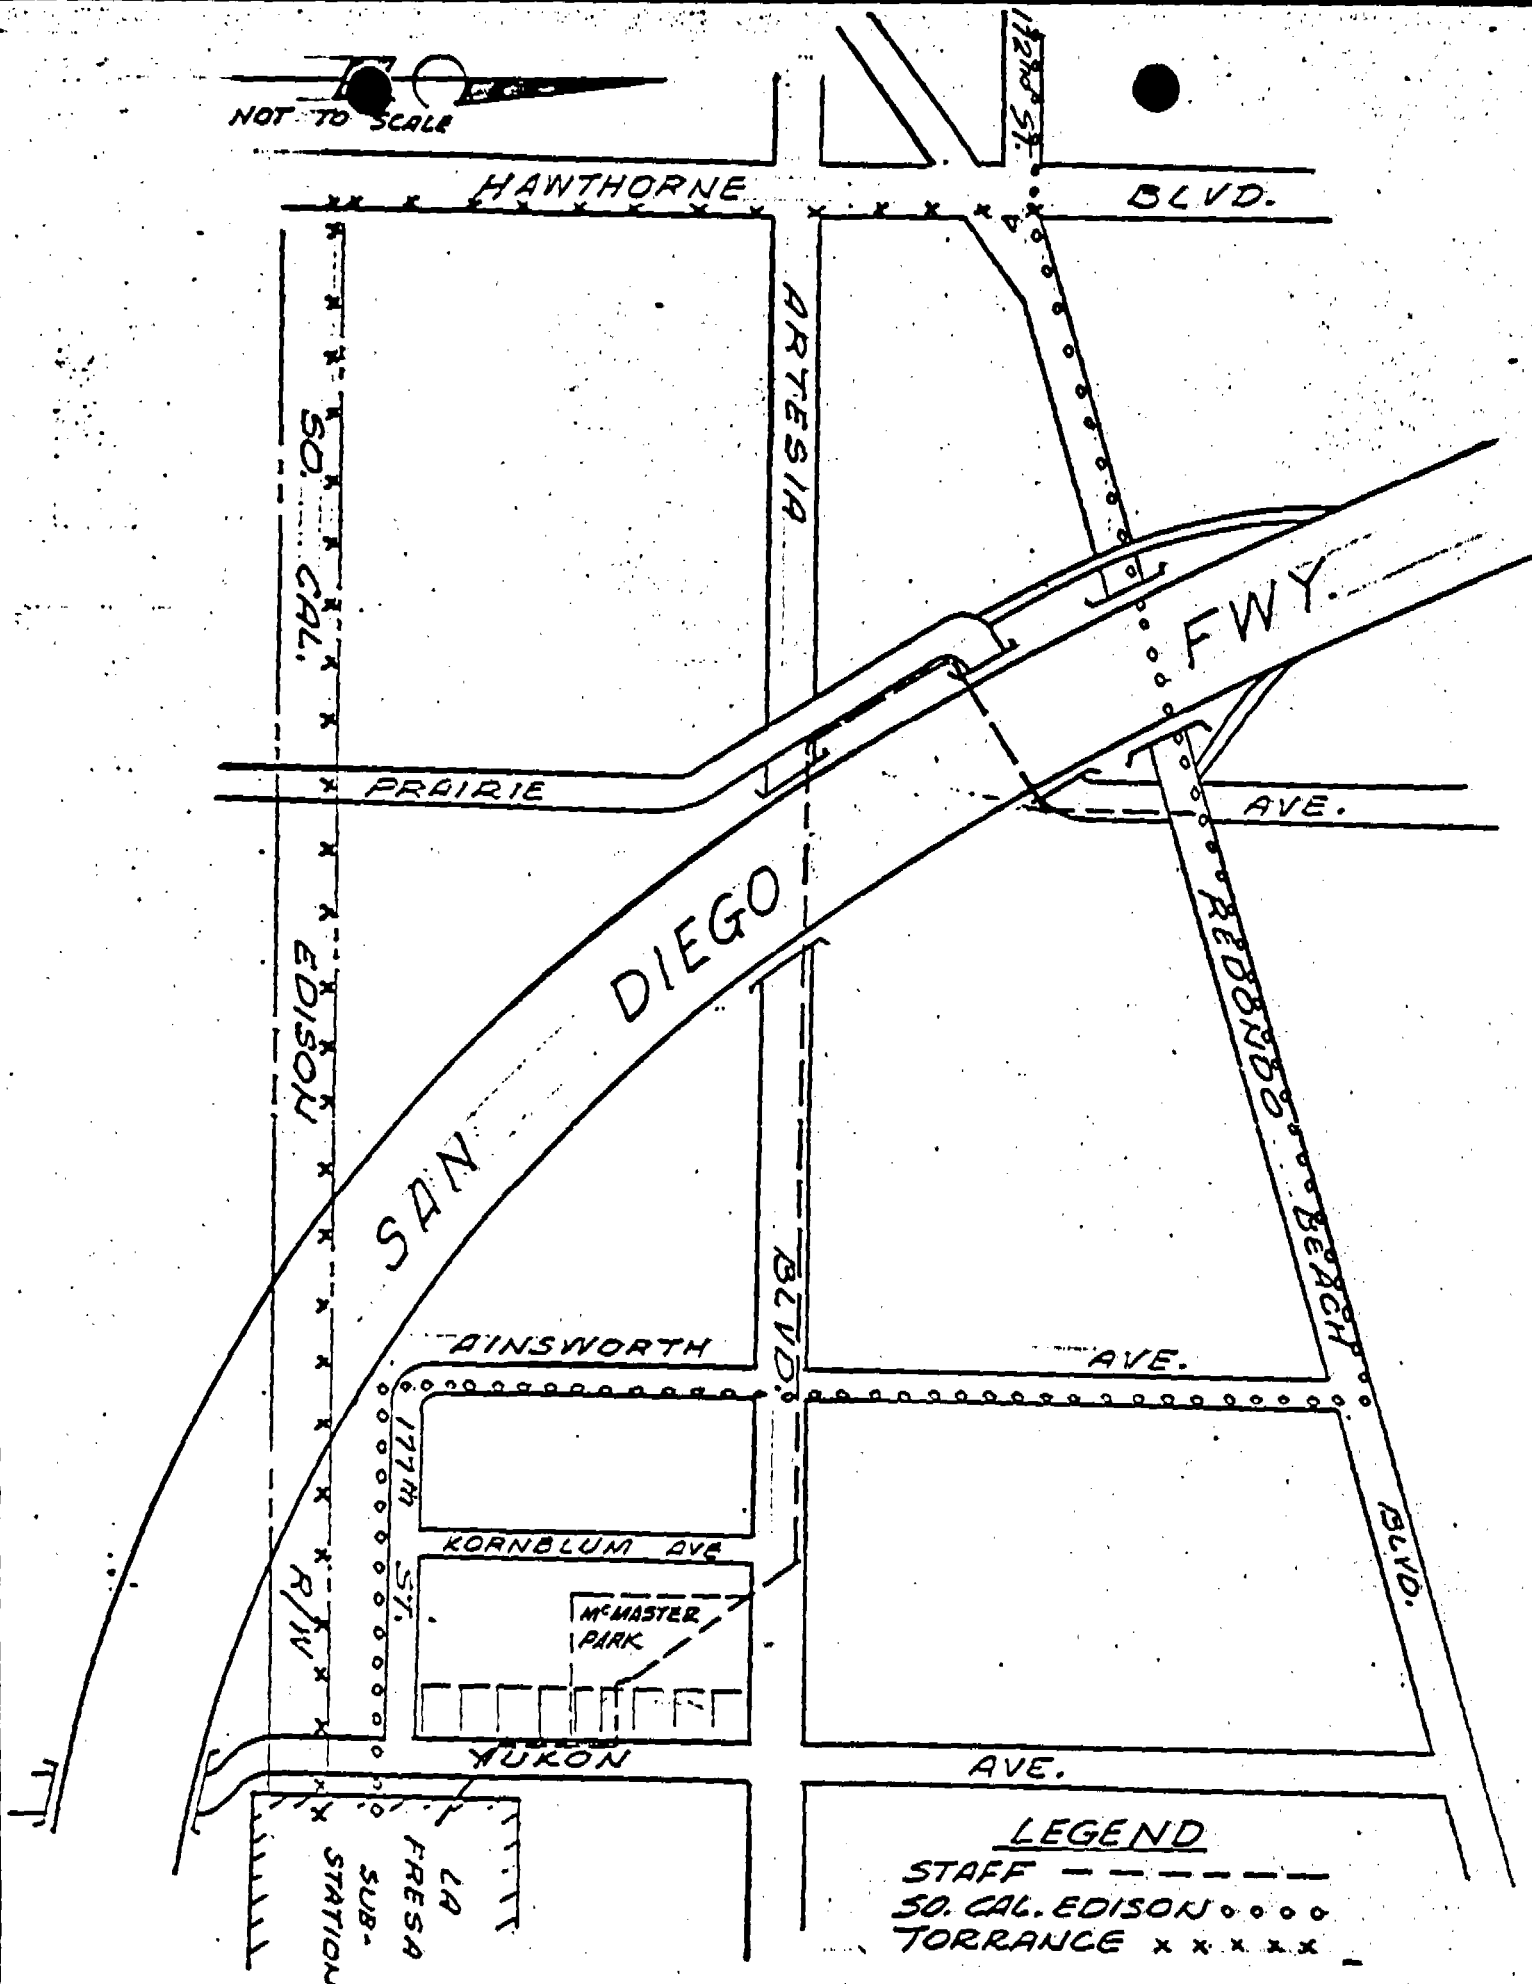 172nd ST.
NOT TO SCALE
HAWTHORNE BLVD.
ARTESIA
SO. CAL.
FWY.
PRAIRIE AVE.
DIEGO
REDONDO
EDISON
SAN
BEACH
BLVD.
AINSWORTH AVE.
177TH
ST.
KORNBLUM AVE
BLVD.
R/W
McMASTER
PARK
YUKON AVE.
LA
FRESA
SUB-
STATION
LEGEND
STAFF
SO. CAL. EDISON
TORRANCE